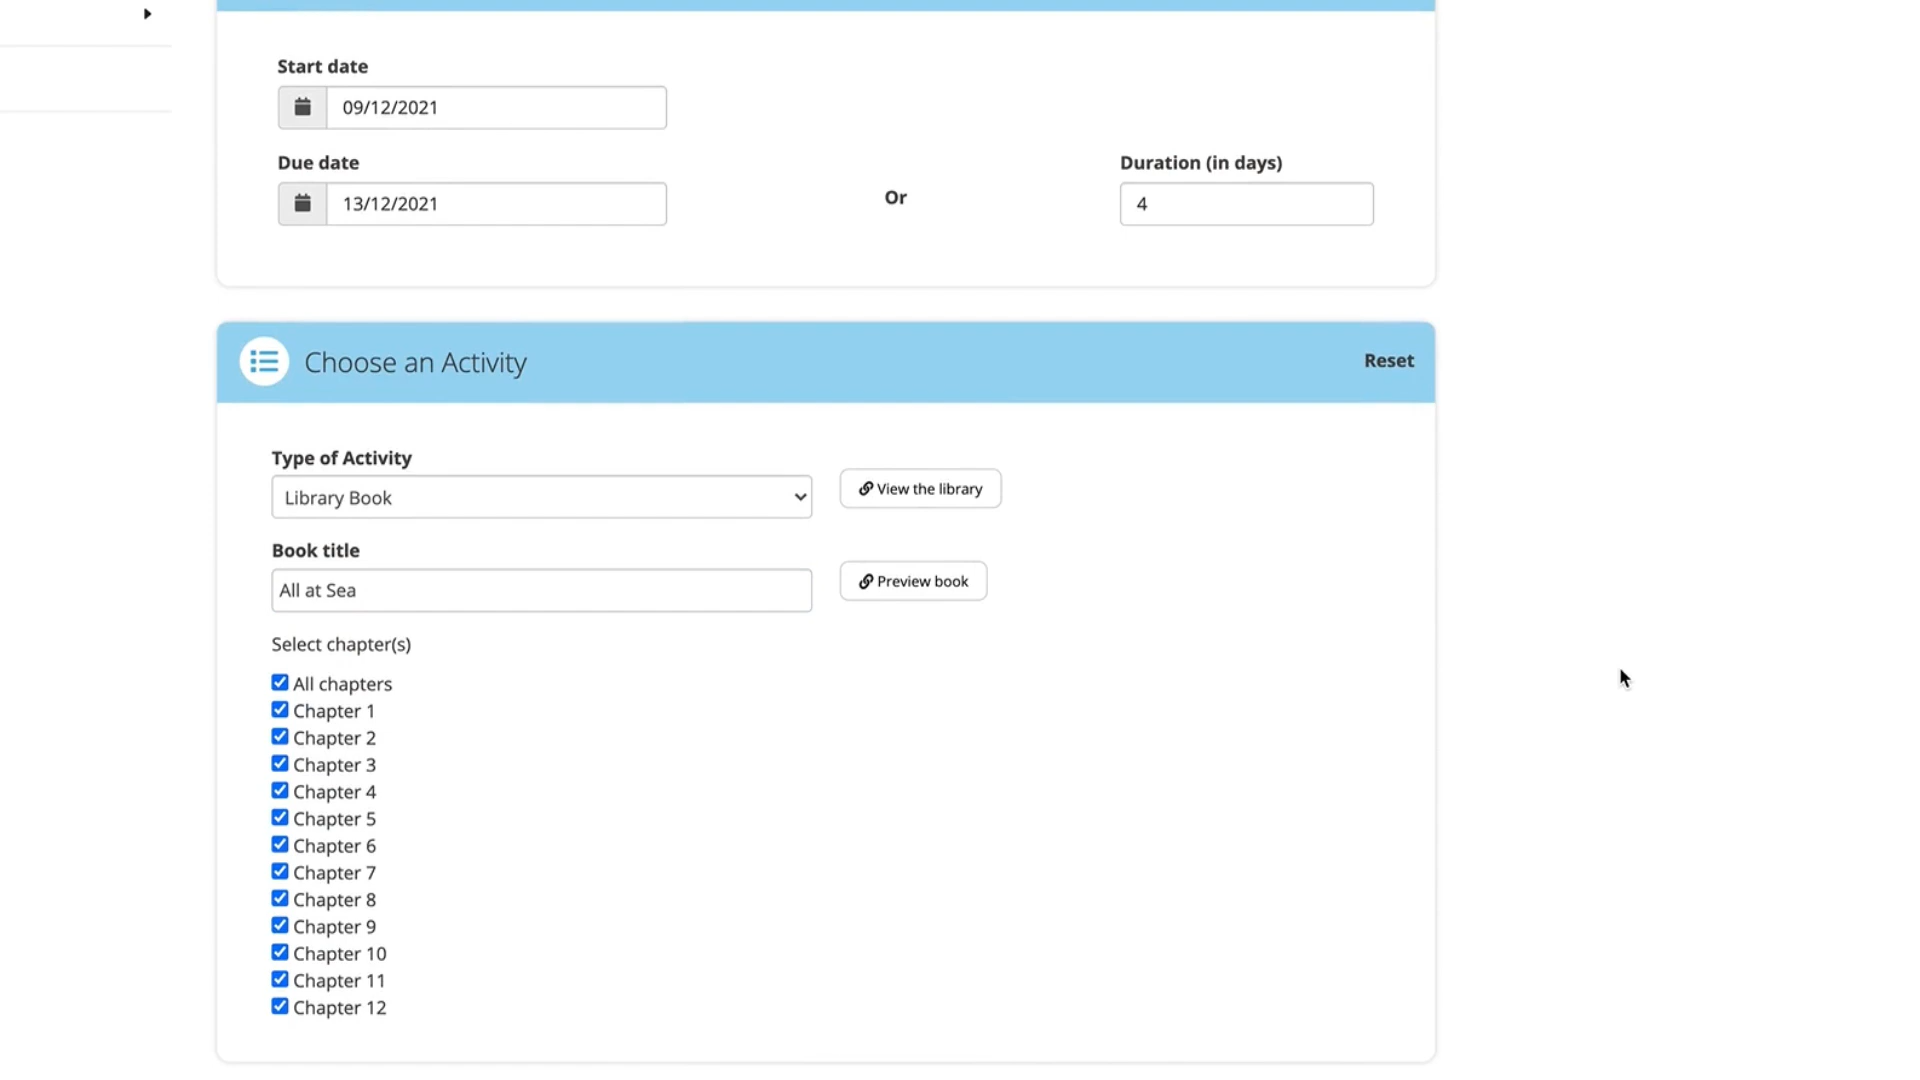 Start date
09/12/2021
Due date
Duration (in days)
13/12/2021
Or
4
Choose an Activity
Reset
Type of Activity
Library Book
View the library
Book title
All at Sea
Preview book
Select chapter(s)
All chapters
Chapter 1
Chapter 2
Chapter 3
Chapter 4
Chapter 5
Chapter 6
Chapter 7
Chapter 8
Chapter 9
Chapter 10
Chapter 11
Chapter 12